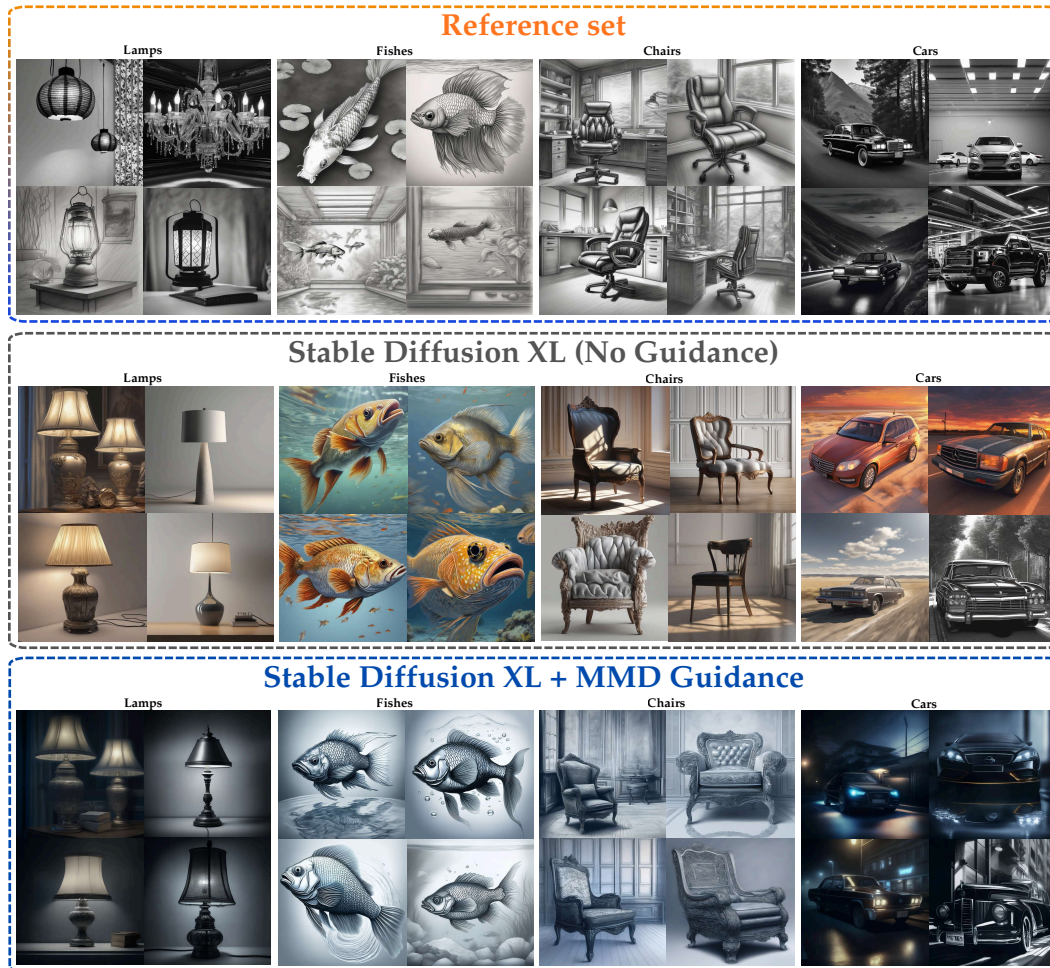 Reference set
Lamps
Fishes
Chairs
Cars
Stable Diffusion XL (No Guidance)
Lamps
Fishes
Chairs
Cars
Stable Diffusion XL + MMD Guidance
Lamps
Fishes
Chairs
Cars